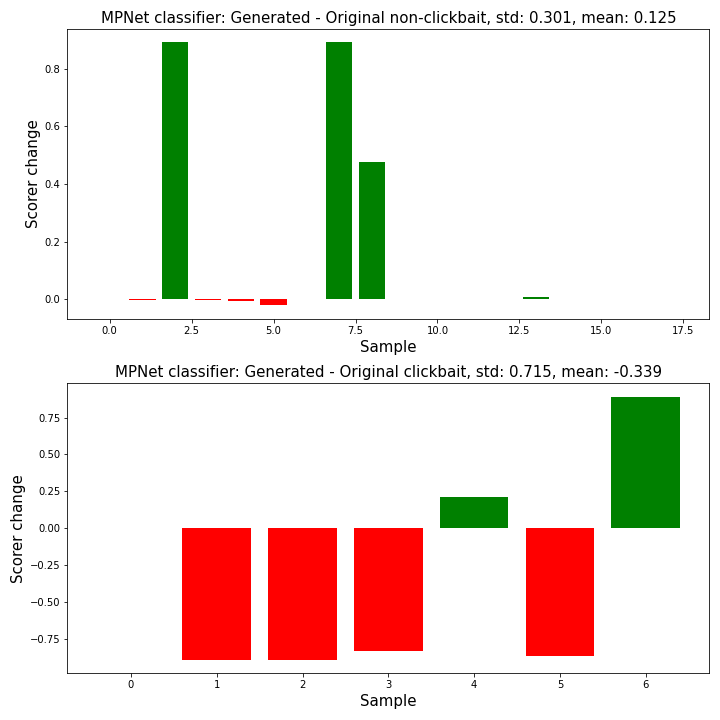 MPNet classifier: Generated - Original non-clickbait, std: 0.301, mean: 0.125
Scorer change
0.8
0.6
0.4
0.2
0.0
0.0 2.5 5.0 7.5 10.0 12.5 15.0 17.5
Sample
MPNet classifier: Generated - Original clickbait, std: 0.715, mean: -0.339
Scorer change
0.75
0.50
0.25
0.00
−0.25
−0.50
−0.75
0 1 2 3 4 5 6
Sample